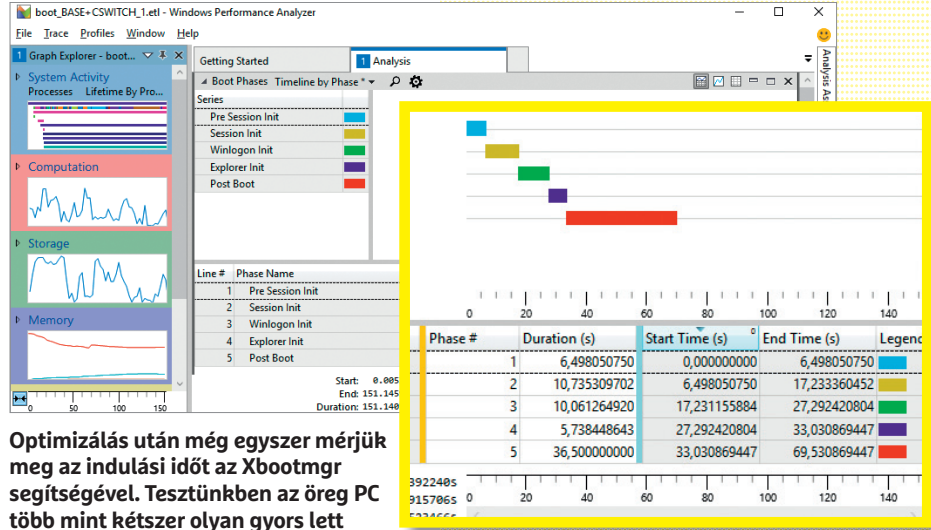 boot_BASE+CSWITCH_1.etl - Windows Performance Analyzer
File Trace Profiles Window Help
1 Graph Explorer - boot...
System Activity
Processes Lifetime By Pro...
Computation
Storage
Memory
0 50 100 150
Getting Started
1 Analysis
Analysis As
Boot Phases Timeline by Phase *
Series
Pre Session Init
Session Init
Winlogon Init
Explorer Init
Post Boot
Line # Phase Name
1 Pre Session Init
2 Session Init
3 Winlogon Init
4 Explorer Init
5 Post Boot
Start: 0.005
End: 151.145
Duration: 151.140
0 20 40 60 80 100 120 140
Phase # Duration (s) Start Time (s) 0 End Time (s) Legend
1 6,498050750 0,000000000 6,498050750
2 10,735309702 6,498050750 17,233360452
3 10,061264920 17,231155884 27,292420804
4 5,738448643 27,292420804 33,030869447
5 36,500000000 33,030869447 69,530869447
392240s
915706s 0 20 40 60 80 100 120 140
Optimizálás után még egyszer mérjük
meg az indulási időt az Xbootmgr
segítségével. Tesztünkben az öreg PC
több mint kétszer olyan gyors lett